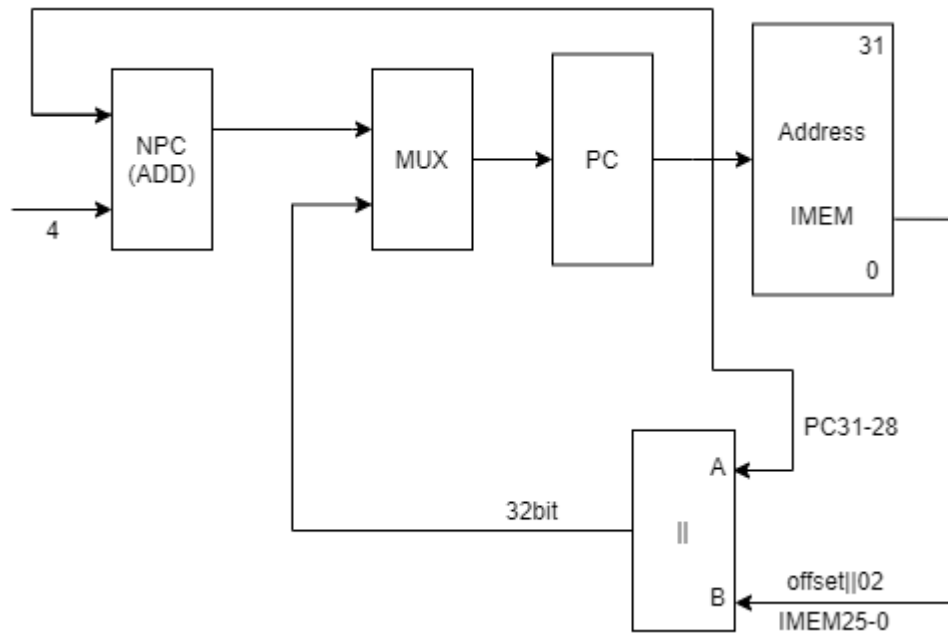 31
NPC
(ADD)
MUX
PC
Address
IMEM
4
0
PC31-28
A
32bit
||
B
offset||02
IMEM25-0